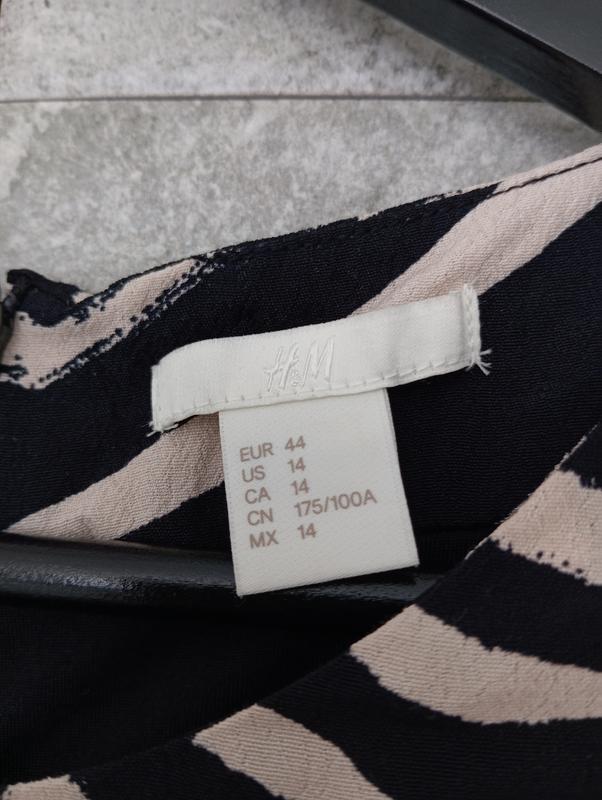 H&M
EUR 44
US 14
CA 14
CN 175/100A
MX 14